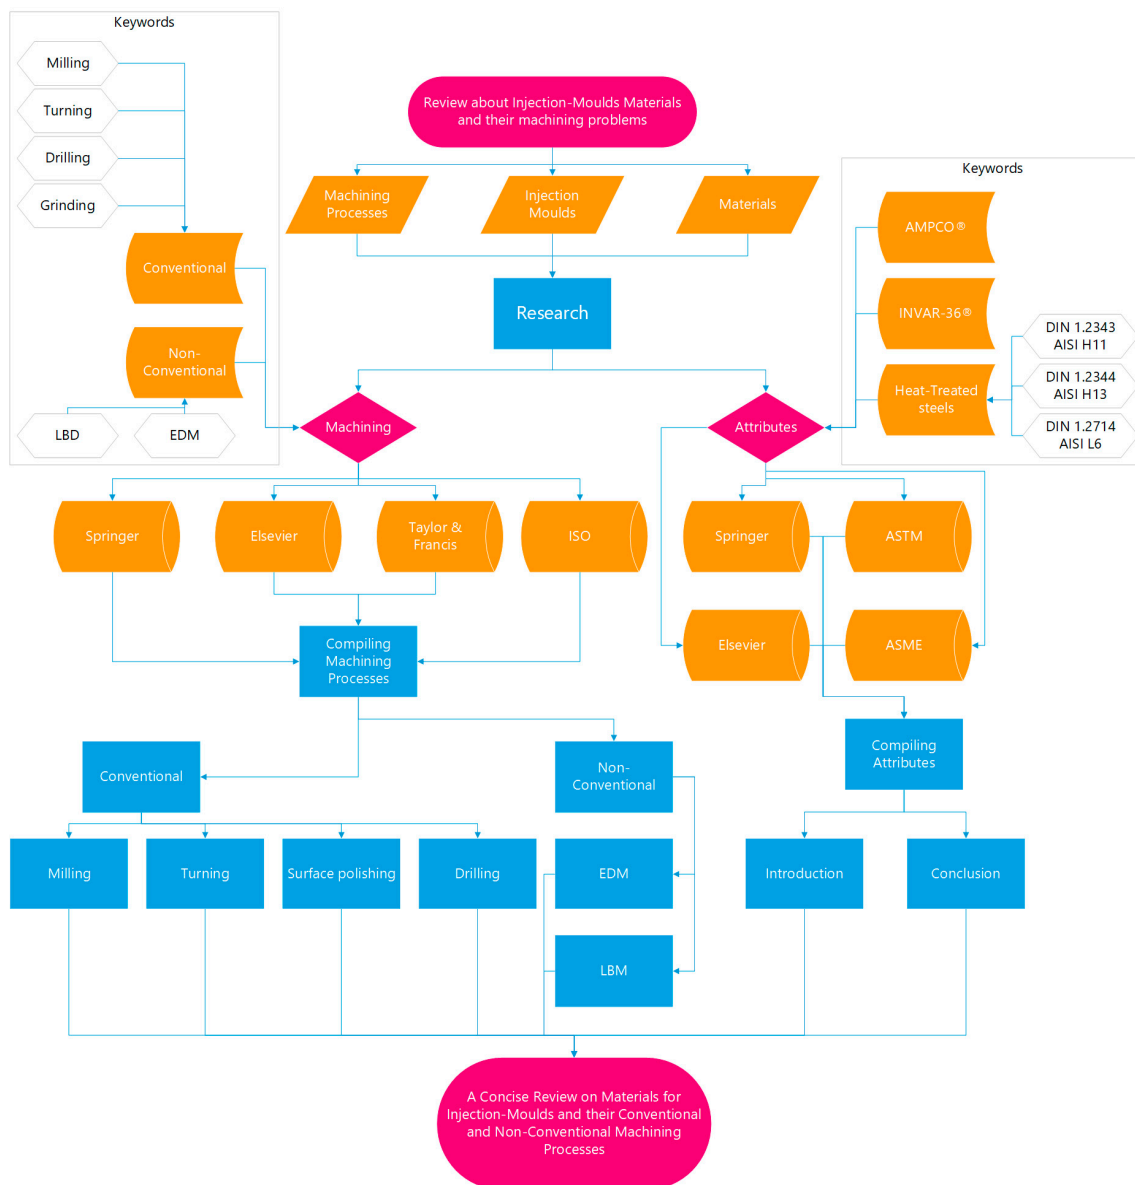 Keywords
Milling
Turning
Drilling
Grinding
Conventional
Non-
Conventional
LBD
EDM
Review about Injection-Moulds Materials
and their machining problems
Machining
Processes
Injection
Moulds
Materials
Research
Keywords
AMPCO®
INVAR-36®
Heat-Treated
steels
DIN 1.2343
AISI H11
DIN 1.2344
AISI H13
DIN 1.2714
AISI L6
Machining
Attributes
Springer
Elsevier
Taylor &
Francis
ISO
Springer
ASTM
Elsevier
ASME
Compiling
Machining
Processes
Compiling
Attributes
Conventional
Non-
Conventional
Milling
Turning
Surface polishing
Drilling
EDM
LBM
Introduction
Conclusion
A Concise Review on Materials for
Injection-Moulds and their Conventional
and Non-Conventional Machining
Processes